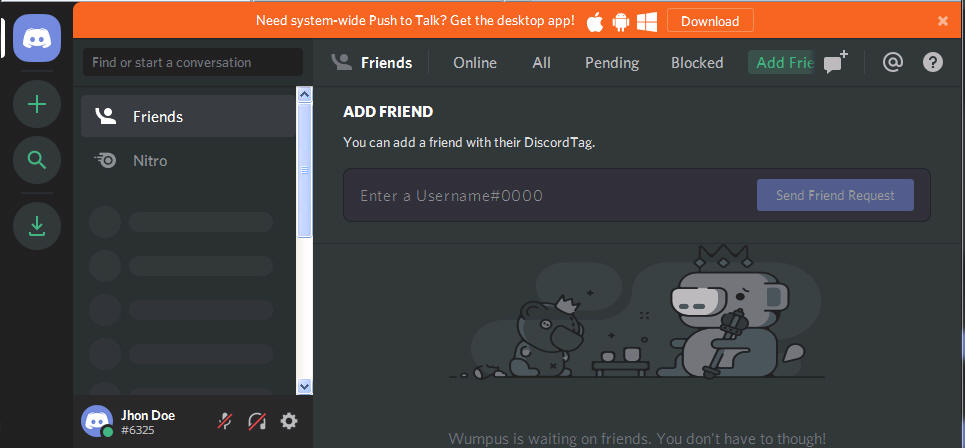 Need system-wide Push to Talk? Get the desktop app!
Download
Find or start a conversation
Friends
Online
All
Pending
Blocked
Add Frie
Friends
Nitro
ADD FRIEND
You can add a friend with their DiscordTag.
Enter a Username#0000
Send Friend Request
Wumpus is waiting on friends. You don't have to though!
Jhon Doe
#6325